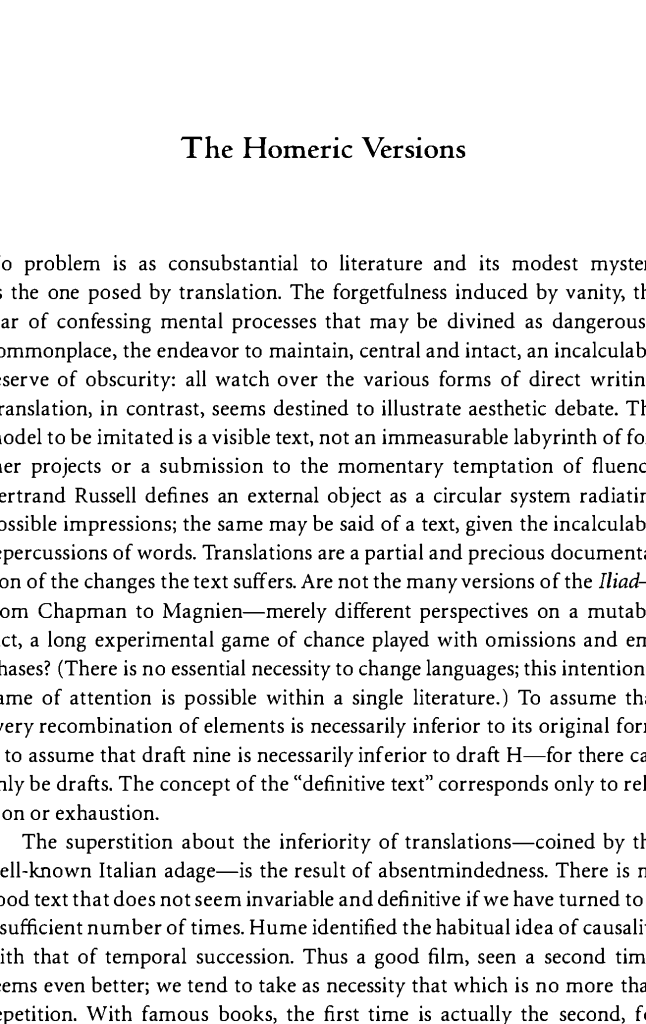 The Homeric Versions
o problem is as consubstantial to literature and its modest myster
s the one posed by translation. The forgetfulness induced by vanity, th
ar of confessing mental processes that may be divined as dangerous
ommonplace, the endeavor to maintain, central and intact, an incalculab
eserve of obscurity: all watch over the various forms of direct writin
ranslation, in contrast, seems destined to illustrate aesthetic debate. Th
odel to be imitated is a visible text, not an immeasurable labyrinth of fo
ner projects or a submission to the momentary temptation of fluenc
ertrand Russell defines an external object as a circular system radiatin
ossible impressions; the same may be said of a text, given the incalculab
epercussions of words. Translations are a partial and precious documenta
on of the changes the text suffers. Are not the many versions of the Iliad—
om Chapman to Magnien—merely different perspectives on a mutab
ct, a long experimental game of chance played with omissions and em
hases? (There is no essential necessity to change languages; this intention
ame of attention is possible within a single literature.) To assume tha
very recombination of elements is necessarily inferior to its original for
to assume that draft nine is necessarily inferior to draft H—for there ca
nly be drafts. The concept of the “definitive text” corresponds only to reli
on or exhaustion.
The superstition about the inferiority of translations—coined by th
ell-known Italian adage—is the result of absentmindedness. There is n
ood text that does not seem invariable and definitive if we have turned to
sufficient number of times. Hume identified the habitual idea of causali
ith that of temporal succession. Thus a good film, seen a second tim
eems even better; we tend to take as necessity that which is no more tha
epetition. With famous books, the first time is actually the second, fo